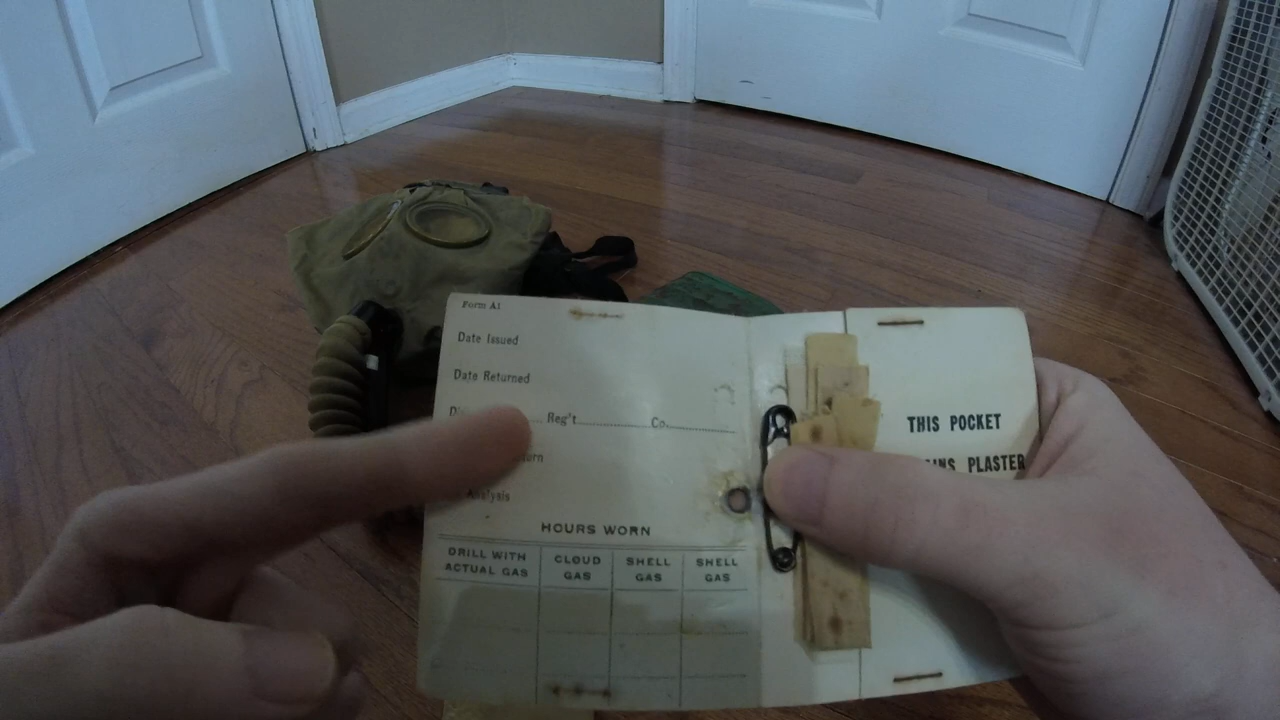 Form A1
Date Issued
Date Returned
Reg't Co.
Analysis
HOURS WORN
DRILL WITH ACTUAL GAS
CLOUD GAS
SHELL GAS
SHELL GAS
THIS POCKET
PLASTER